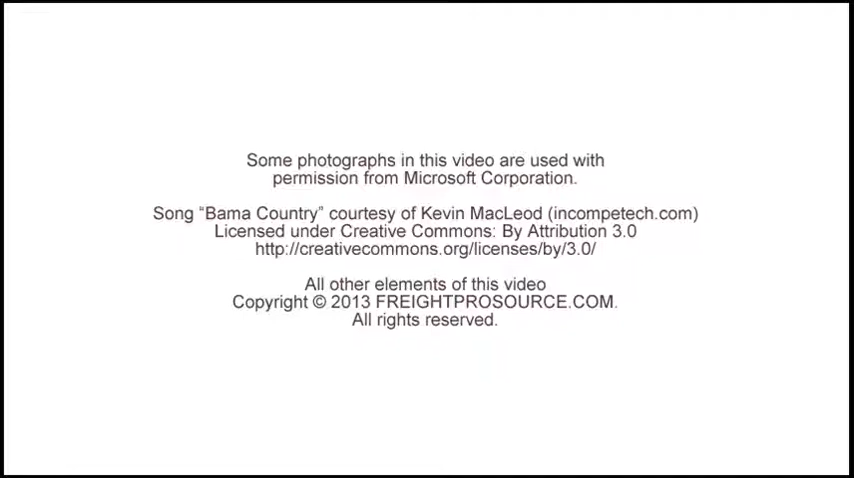 Some photographs in this video are used with
permission from Microsoft Corporation.
Song “Bama Country” courtesy of Kevin MacLeod (incompetech.com)
Licensed under Creative Commons: By Attribution 3.0
http://creativecommons.org/licenses/by/3.0/
All other elements of this video
Copyright © 2013 FREIGHTPROSOURCE.COM.
All rights reserved.